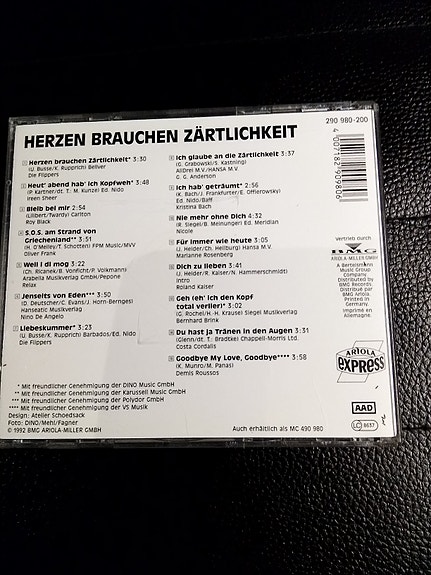 290 980-200
HERZEN BRAUCHEN ZÄRTLICHKEIT
Herzen brauchen Zärtlichkeit* 3:30
(U. Busse/K. Rupprich) Bellver
Die Flippers
Heut' abend hab' ich Kopfweh* 3:48
(P. Kartner/dt. T.: M. Kunze) Ed. Nido
Ireen Sheer
Bleib bei mir 2:54
(Lilibert/Twardy) Carlton
Roy Black
S.O.S. am Strand von
Griechenland** 3:51
(H. O'Melley/T. Schotten) FPM Music/MVV
Oliver Frank
Weil i di mog 3:22
(Ch. Ricanek/B. Vonficht/P. Volkmann)
Arabella Musikverlag GmbH/Pepone
Relax
Jenseits von Eden*** 3:50
(D. Deutscher/C. Evans/J. Horn-Berngesi)
Hanseatic Musikverlag
Nino De Angelo
Liebeskummer* 3:23
(U. Busse/K. Rupprich) Barbados/Ed. Nido
Die Flippers
Ich glaube an die Zärtlichkeit 3:37
(G. Grabowski/S. Kastning)
AllDrei M.V./HANSA M.V
G. G. Anderson
Ich hab' geträumt* 2:56
(K. Bach/J. Frankfurter/E. Offierowsky)
Ed. Nido/Baff
Kristina Bach
Nie mehr ohne Dich 4:32
(R. Siegel/B. Meinunger) Ed. Meridian
Nicole
Für immer wie heute 3:05
(J. Heider/Ch. Hellburg) Hansa M.V.
Marianne Rosenberg
Dich zu lieben 3:41
(J. Heider/R. Kaiser/N. Hammerschmidt)
Intro
Roland Kaiser
Geh (eh' ich den Kopf
total verlier)* 3:02
(G. Rochel/H.-G. Krause) Siegel Musikverlag
Bernhard Brink
Du hast ja Tränen in den Augen 3:31
(Glenn/dt. T.: Bradtke) Chappell-Morris Ltd.
Costa Cordalis
Goodbye My Love, Goodbye**** 3:58
(K. Munro/M. Panas)
Demis Roussos
4007182909806
Vertrieb durch
BMG
ARIOLA-MILLER GMBH
A Bertelsmann
Music Group
Company
Distributed by
BMG Records.
Distribué par
BMG Ariola.
Printed in
Germany.
Imprimé en
Allemagne.
ARIOLA
express
AAD
LC 8637
* Mit freundlicher Genehmigung der DINO Music GmbH
** Mit freundlicher Genehmigung der Karussell Music GmbH
*** Mit freundlicher Genehmigung der Polydor GmbH
**** Mit freundlicher Genehmigung der VS Musik
Design: Atelier Schoedsack
Foto: DINO/Mehl/Fagner
© 1992 BMG ARIOLA-MILLER GMBH
Auch erhältlich als MC 490 980